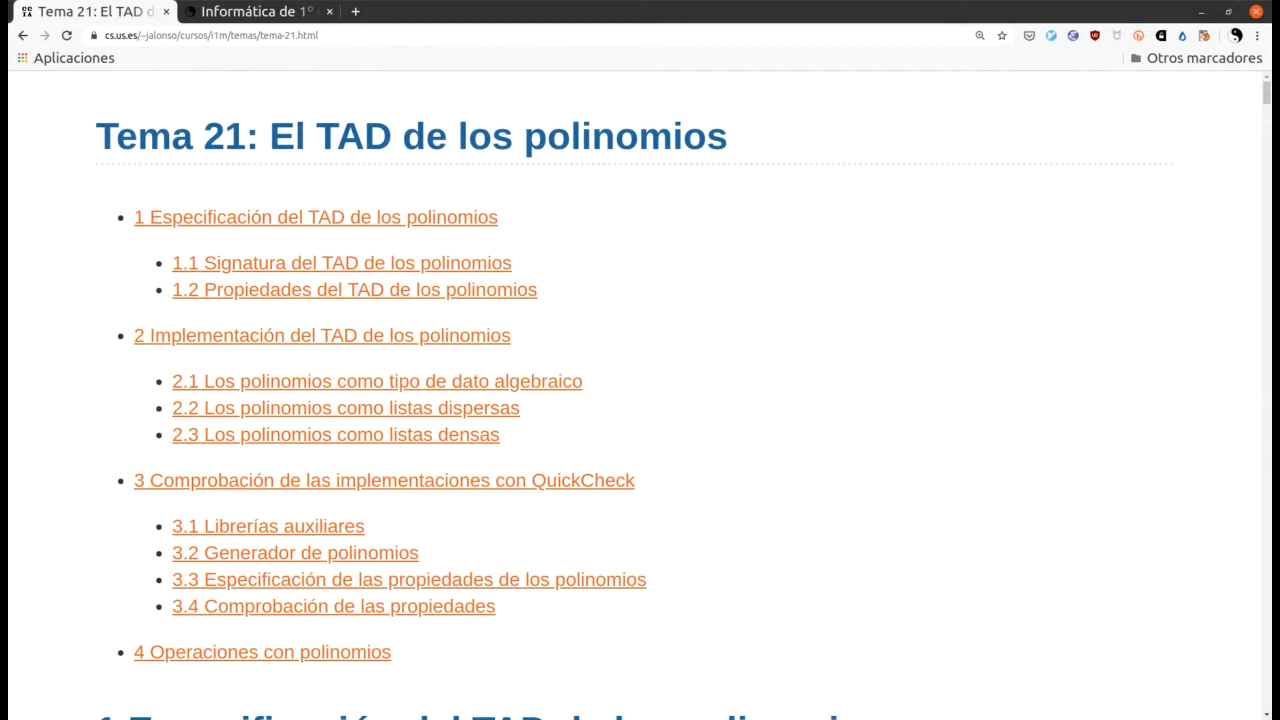 Tema 21: El TAD d
Informática de 1º
cs.us.es/~jalonso/cursos/i1m/temas/tema-21.html
Aplicaciones
Otros marcadores
Tema 21: El TAD de los polinomios
1 Especificación del TAD de los polinomios
1.1 Signatura del TAD de los polinomios
1.2 Propiedades del TAD de los polinomios
2 Implementación del TAD de los polinomios
2.1 Los polinomios como tipo de dato algebraico
2.2 Los polinomios como listas dispersas
2.3 Los polinomios como listas densas
3 Comprobación de las implementaciones con QuickCheck
3.1 Librerías auxiliares
3.2 Generador de polinomios
3.3 Especificación de las propiedades de los polinomios
3.4 Comprobación de las propiedades
4 Operaciones con polinomios